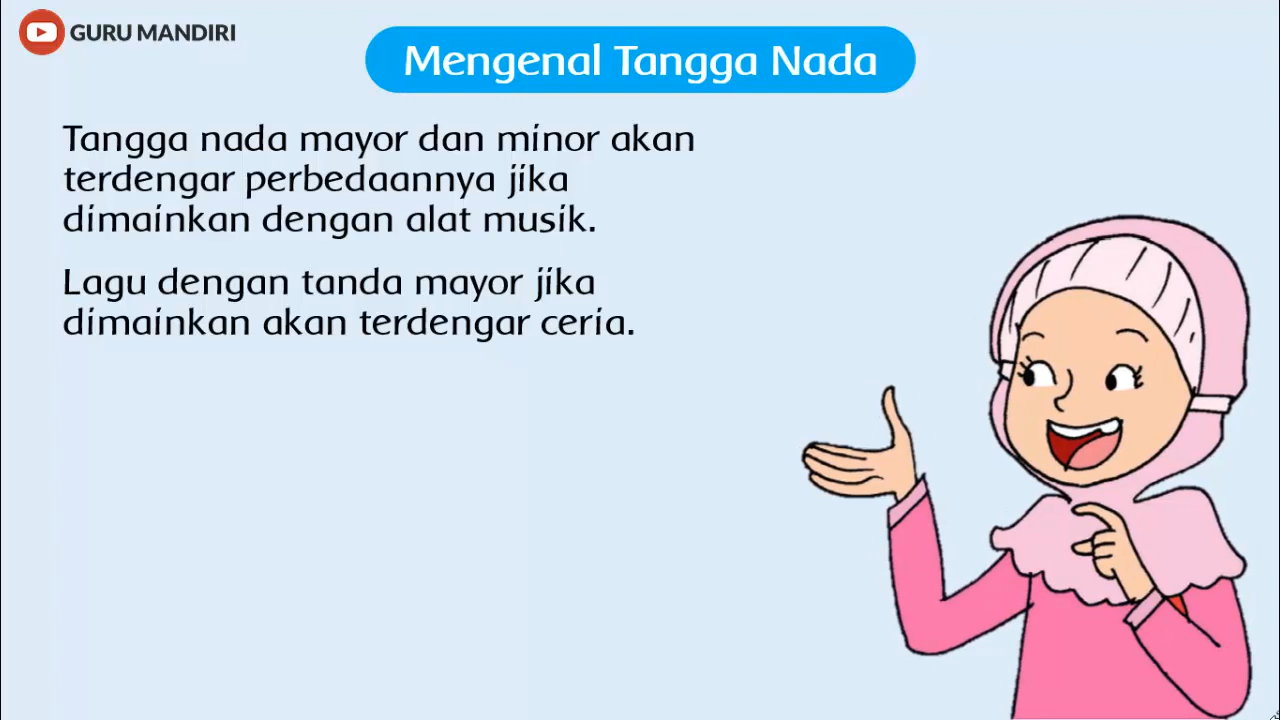 GURU MANDIRI
Mengenal Tangga Nada
Tangga nada mayor dan minor akan
terdengar perbedaannya jika
dimainkan dengan alat musik.
Lagu dengan tanda mayor jika
dimainkan akan terdengar ceria.